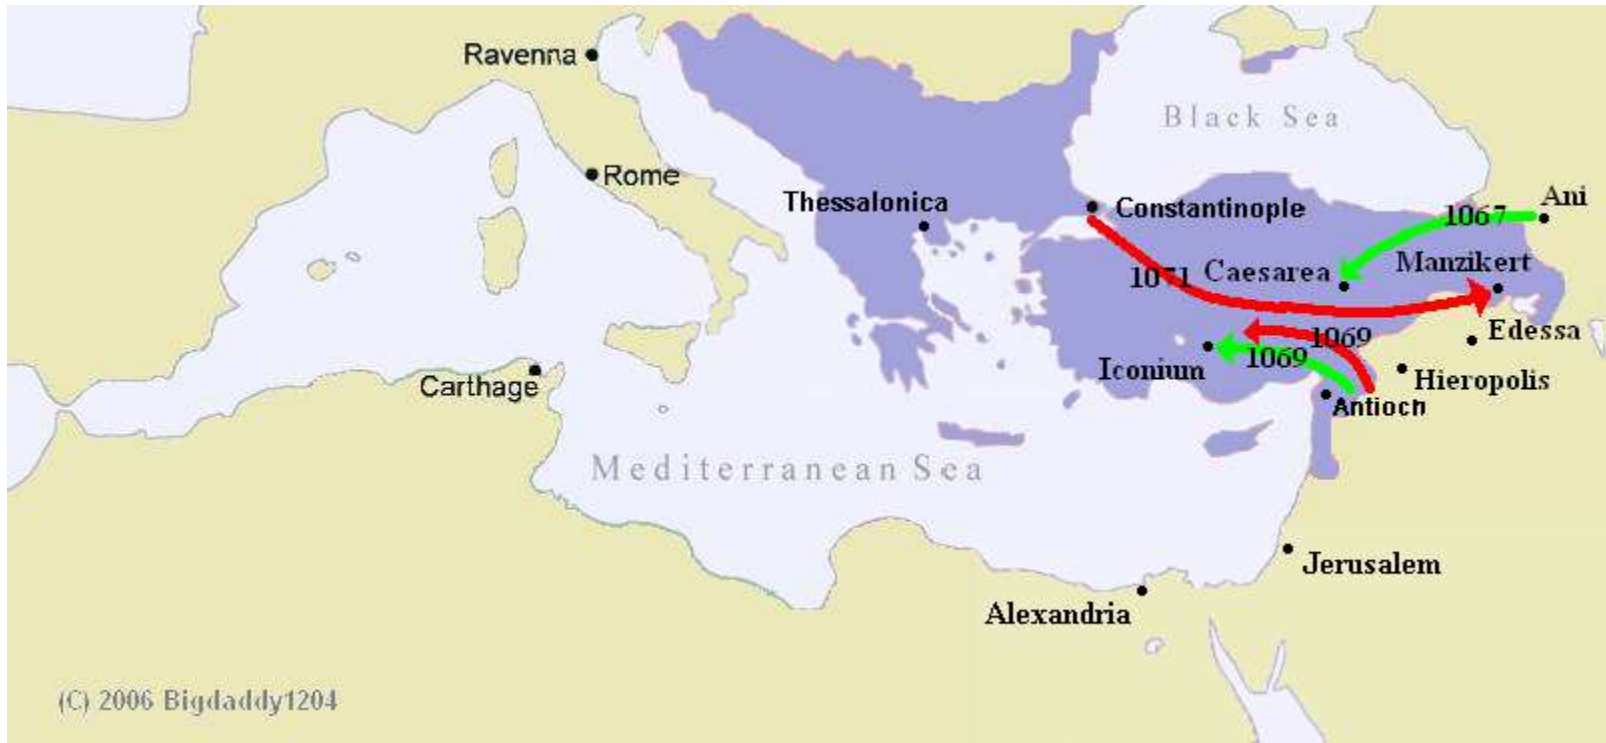 Ravenna
Black Sea
Rome
Thessalonica
Constantinople
Ani
1067
Manzikert
1071
Caesarea
Edessa
1069
1069
Iconium
Hieropolis
Carthage
Antioch
Mediterranean Sea
Jerusalem
Alexandria
(C) 2006 Bigdaddy1204